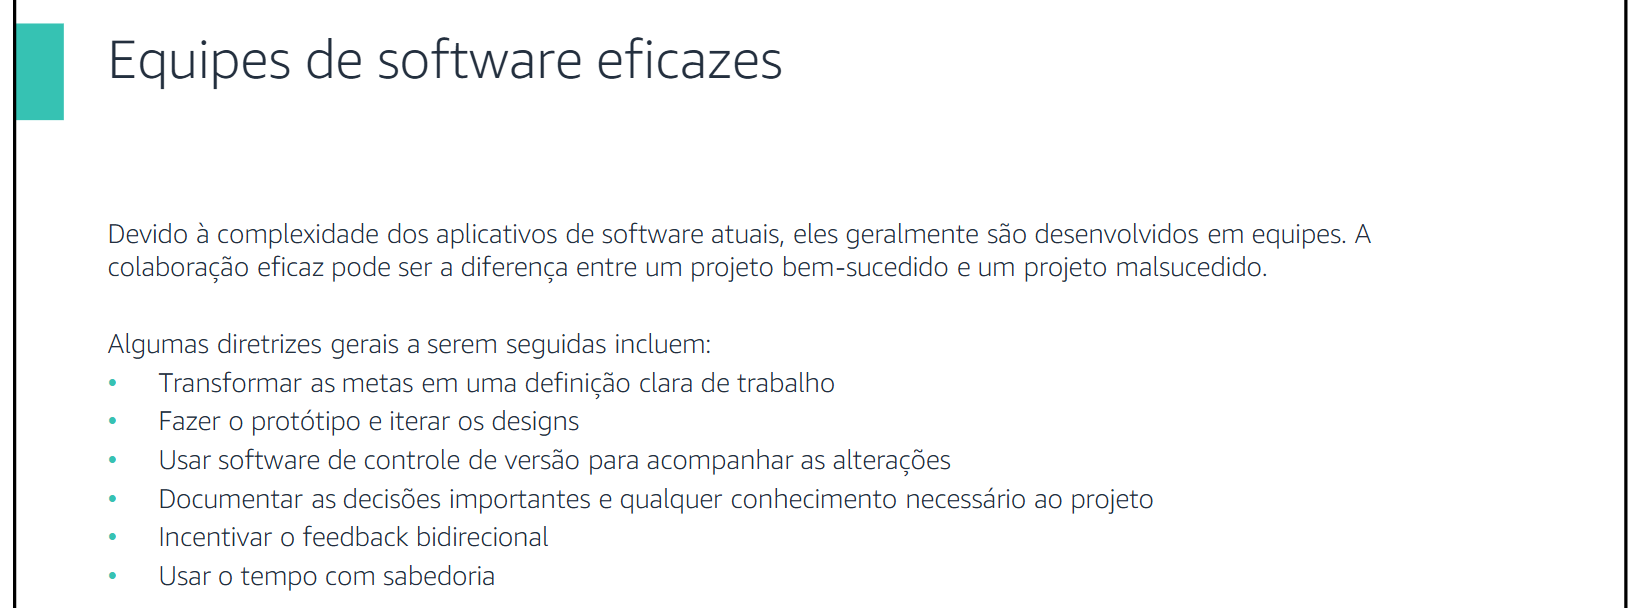 Equipes de software eficazes
Devido à complexidade dos aplicativos de software atuais, eles geralmente são desenvolvidos em equipes. A
colaboração eficaz pode ser a diferença entre um projeto bem-sucedido e um projeto malsucedido.
Algumas diretrizes gerais a serem seguidas incluem:
• Transformar as metas em uma definição clara de trabalho
• Fazer o protótipo e iterar os designs
• Usar software de controle de versão para acompanhar as alterações
• Documentar as decisões importantes e qualquer conhecimento necessário ao projeto
• Incentivar o feedback bidirecional
• Usar o tempo com sabedoria